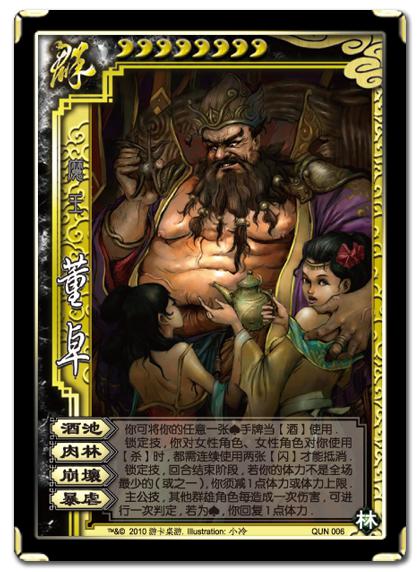 群
魔王
董卓
酒池
肉林
崩壞
暴虐
你可将你的任意一张♠手牌当【酒】使用.
锁定技, 你对女性角色、女性角色对你使用
【杀】时, 都需连续使用两张【闪】才能抵消.
锁定技, 回合结束阶段, 若你的体力不是全场
最少的(或之一), 你须减1点体力或体力上限.
主公技, 其他群雄角色每造成一次伤害, 可进
行一次判定, 若为♠, 你回复1点体力.
林
™&© 2010 游卡桌游. Illustration: 小冷
QUN 006